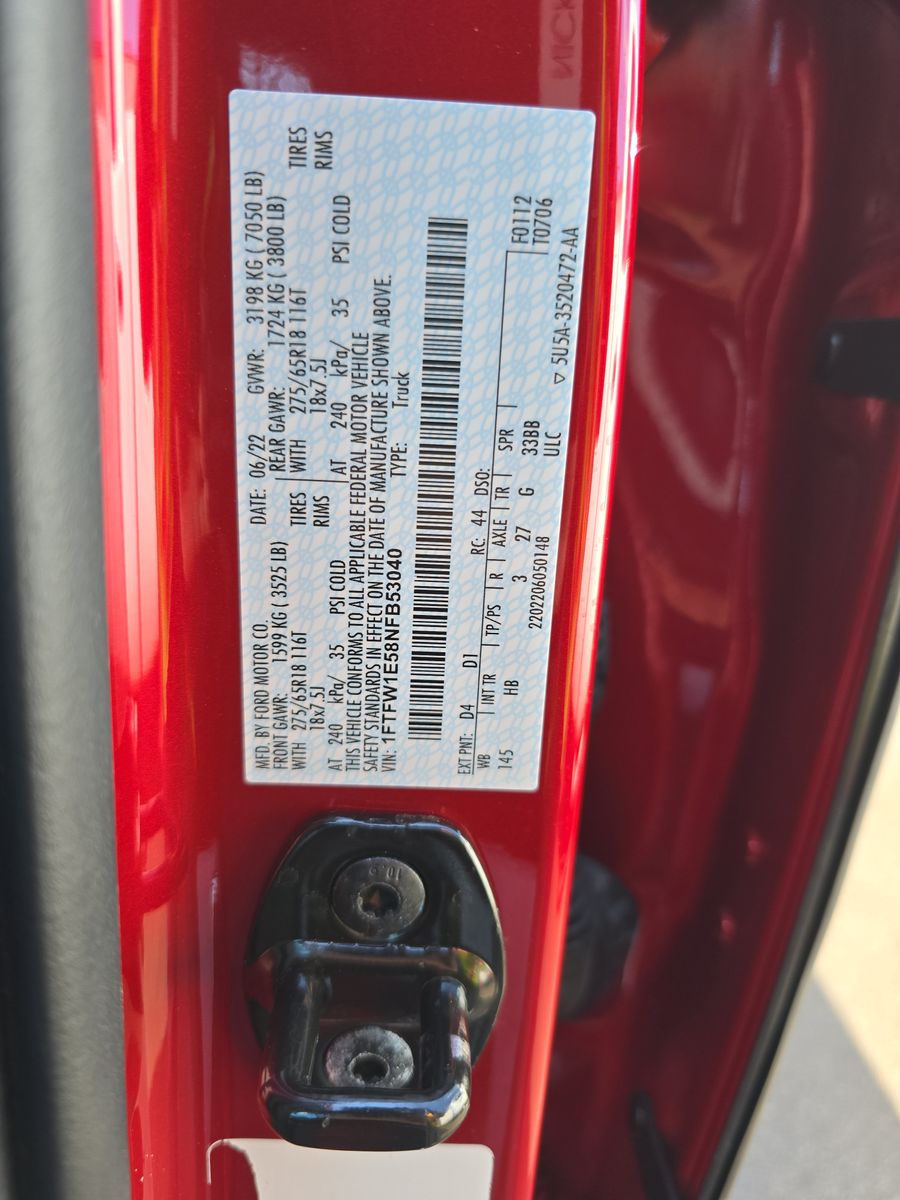 MFD. BY FORD MOTOR CO. DATE: 06/22 GVWR: 3198 KG ( 7050 LB)
FRONT GAWR: 1599 KG ( 3525 LB) REAR GAWR: 1724 KG ( 3800 LB)
WITH 275/65R18 116T TIRES WITH 275/65R18 116T TIRES
18x7.5J RIMS 18x7.5J RIMS
AT 240 kPa/ 35 PSI COLD AT 240 kPa/ 35 PSI COLD
THIS VEHICLE CONFORMS TO ALL APPLICABLE FEDERAL MOTOR VEHICLE
SAFETY STANDARDS IN EFFECT ON THE DATE OF MANUFACTURE SHOWN ABOVE.
VIN: 1FTFW1E58NFB53040 TYPE: Truck
EXT PNT: D4 D1 RC: 44 DSO: F0112
WB INT TR TP/PS R AXLE TR SPR T0706
145 HB 3 27 G 33BB
2202206050148 ULC ▽ 5U5A-3520472-AA
10.9
NICK